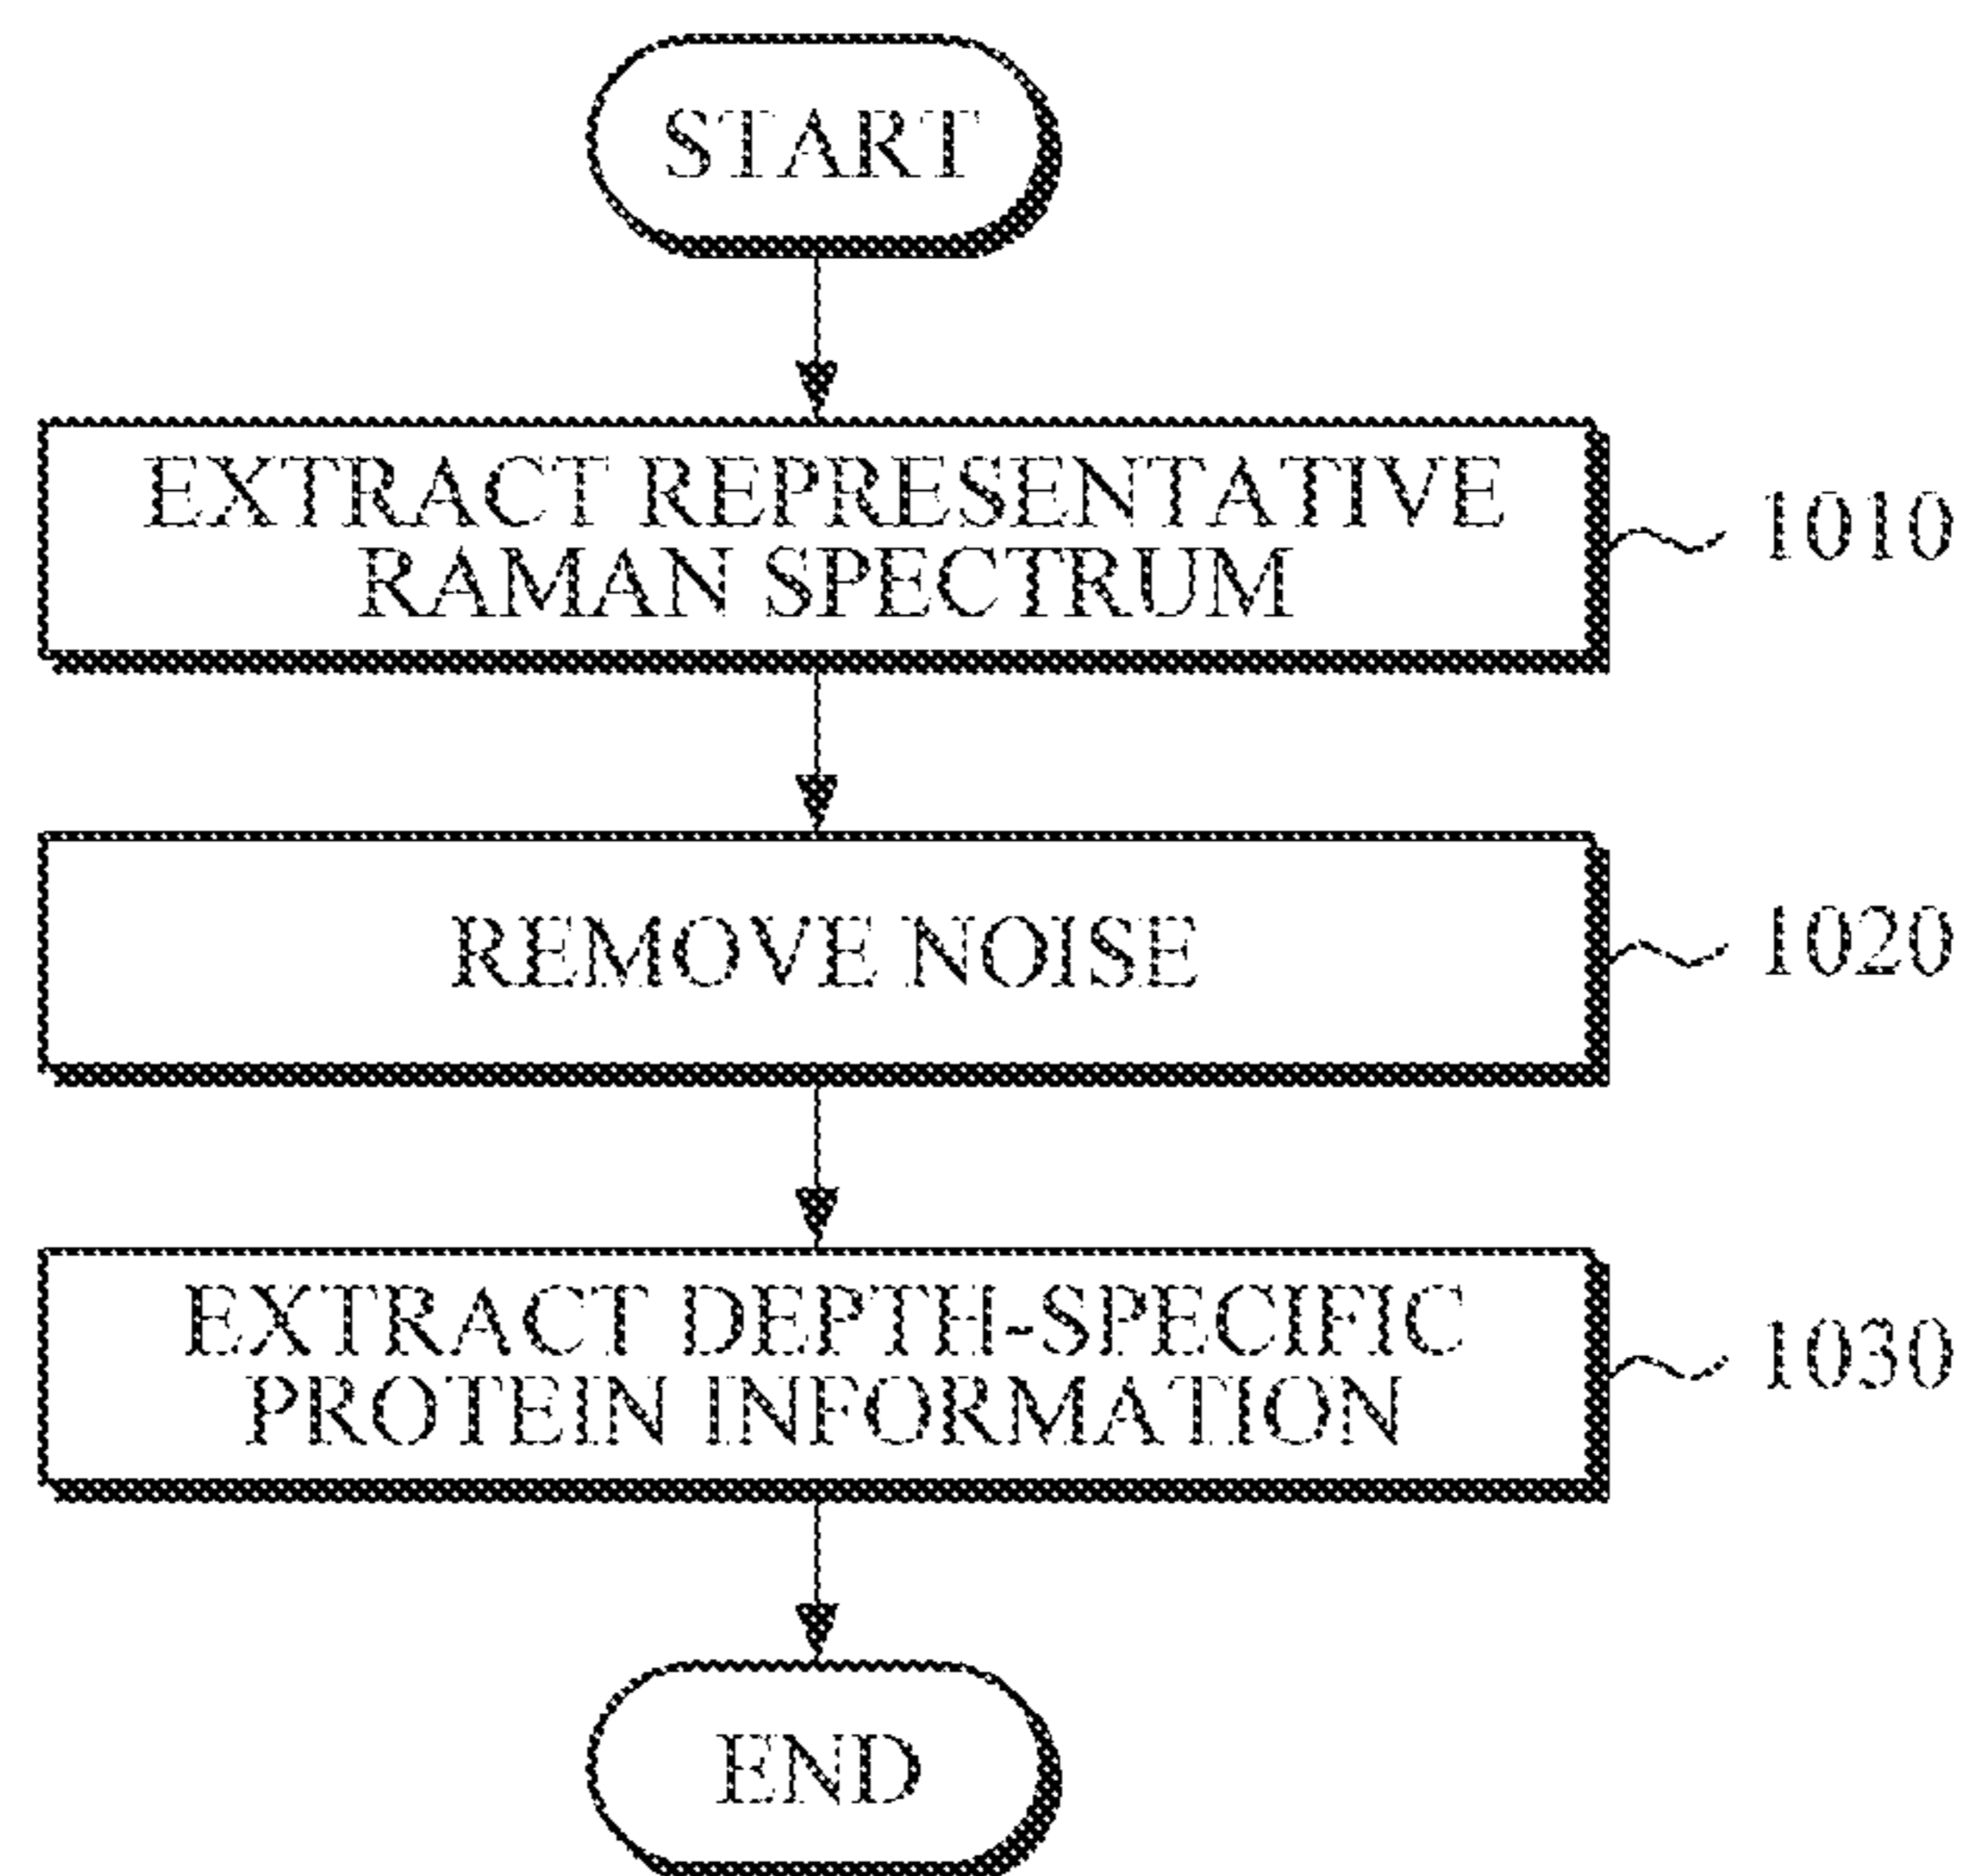 START
EXTRACT REPRESENTATIVE
RAMAN SPECTRUM
1010
REMOVE NOISE
1020
EXTRACT DEPTH-SPECIFIC
PROTEIN INFORMATION
1030
END